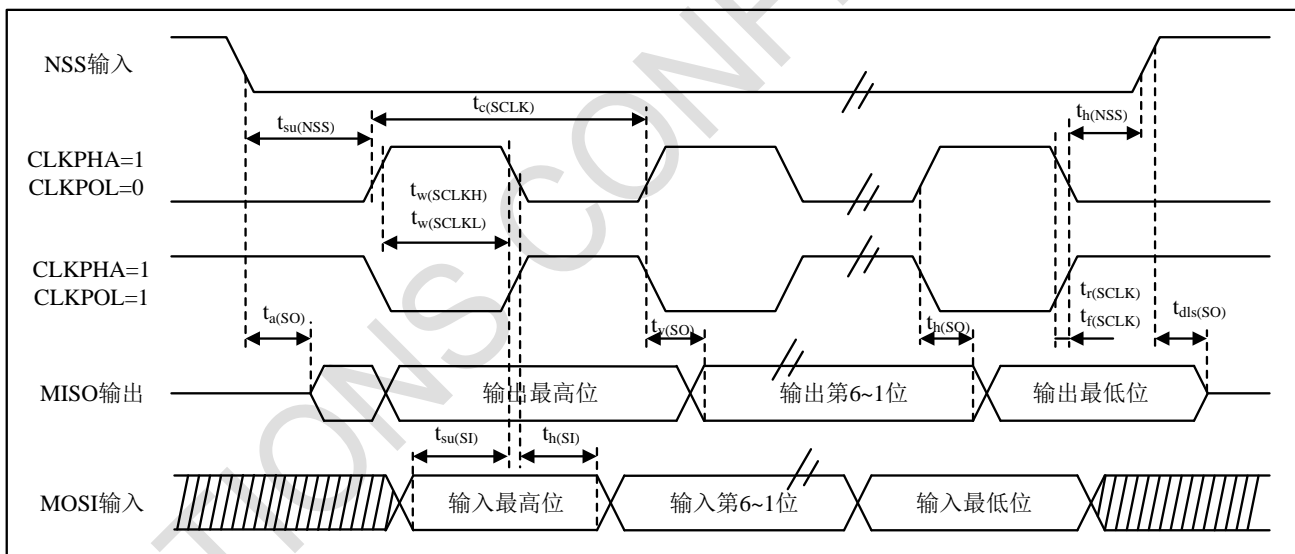 TIONS CONF
NSS输入
tc(SCLK)
tsu(NSS)
th(NSS)
CLKPHA=1
CLKPOL=0
tw(SCLKH)
tw(SCLKL)
CLKPHA=1
CLKPOL=1
tr(SCLK)
tf(SCLK)
ta(SO)
tv(SO)
th(SO)
tdls(SO)
MISO输出
输出最高位
输出第6~1位
输出最低位
tsu(SI)
th(SI)
MOSI输入
输入最高位
输入第6~1位
输入最低位